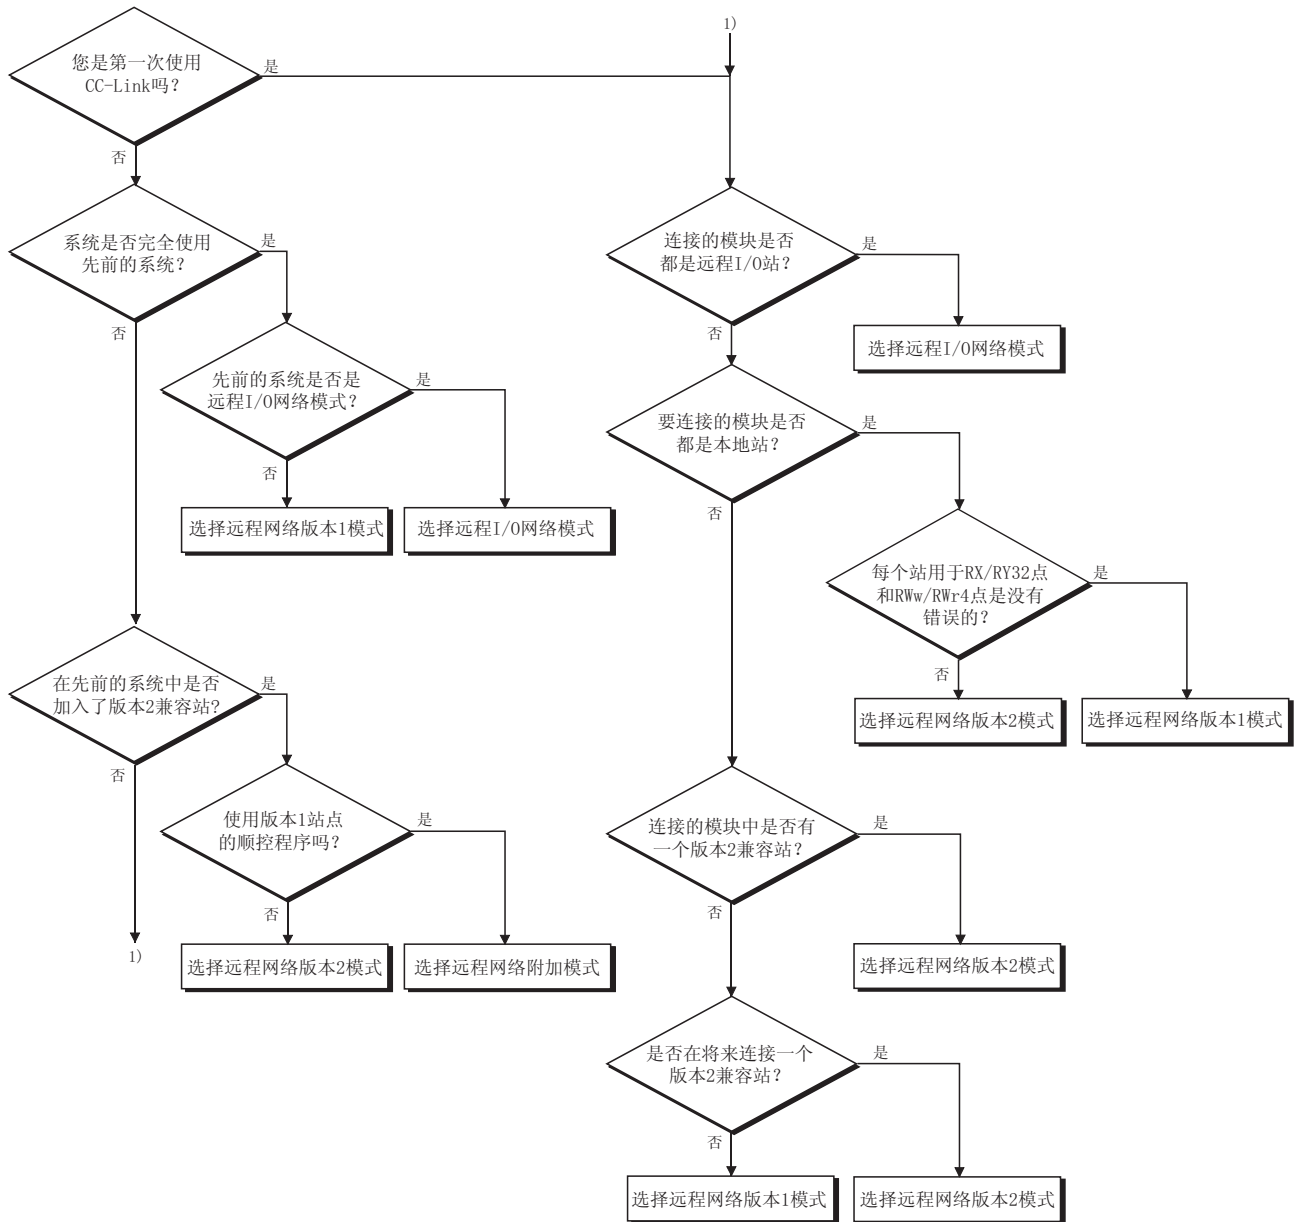 您是第一次使用
CC-Link吗？
是
否
系统是否完全使用
先前的系统？
是
否
先前的系统是否是
远程I/O网络模式？
是
否
选择远程网络版本1模式
选择远程I/O网络模式
在先前的系统中是否
加入了版本2兼容站?
是
否
使用版本1站点
的顺控程序吗？
是
否
1)
选择远程网络版本2模式
选择远程网络附加模式
1)
连接的模块是否
都是远程I/O站？
是
否
选择远程I/O网络模式
要连接的模块是否
都是本地站？
是
否
每个站用于RX/RY32点
和RWw/RWr4点是没有
错误的？
是
否
选择远程网络版本2模式
选择远程网络版本1模式
连接的模块中是否有
一个版本2兼容站？
是
否
选择远程网络版本2模式
是否在将来连接一个
版本2兼容站？
是
否
选择远程网络版本1模式
选择远程网络版本2模式